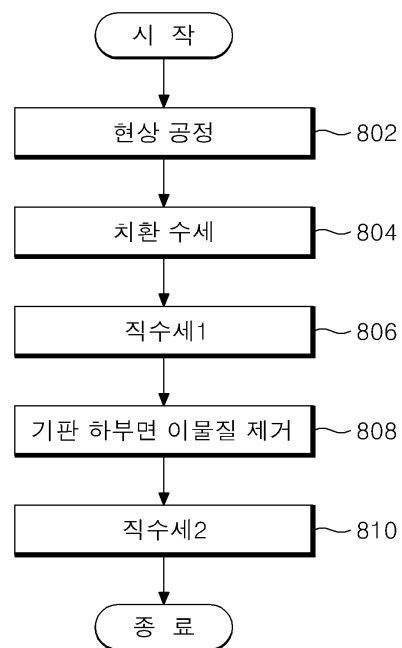 시 작
현상 공정 802
치환 수세 804
직수세1 806
기판 하부면 이물질 제거 808
직수세2 810
종 료